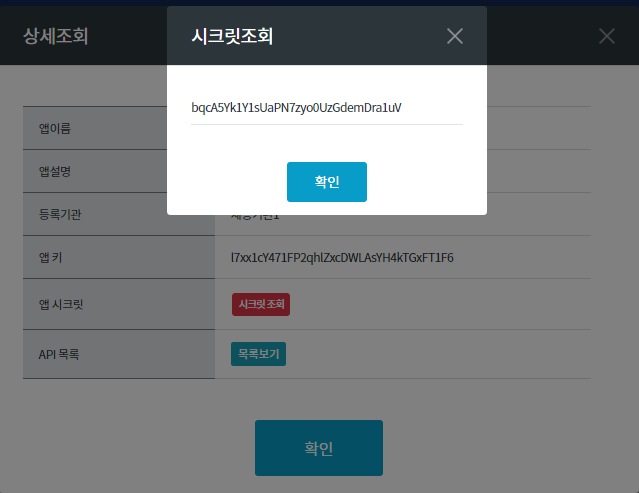 상세조회
시크릿조회
bqcA5Yk1Y1sUaPN7zyo0UzGdemDra1uV
확인
앱이름
앱설명
등록기관
앱 키
l7xx1cY471FP2qhlZxcDWLAsYH4kTGxFT1F6
앱 시크릿
시크릿조회
API 목록
목록보기
확인